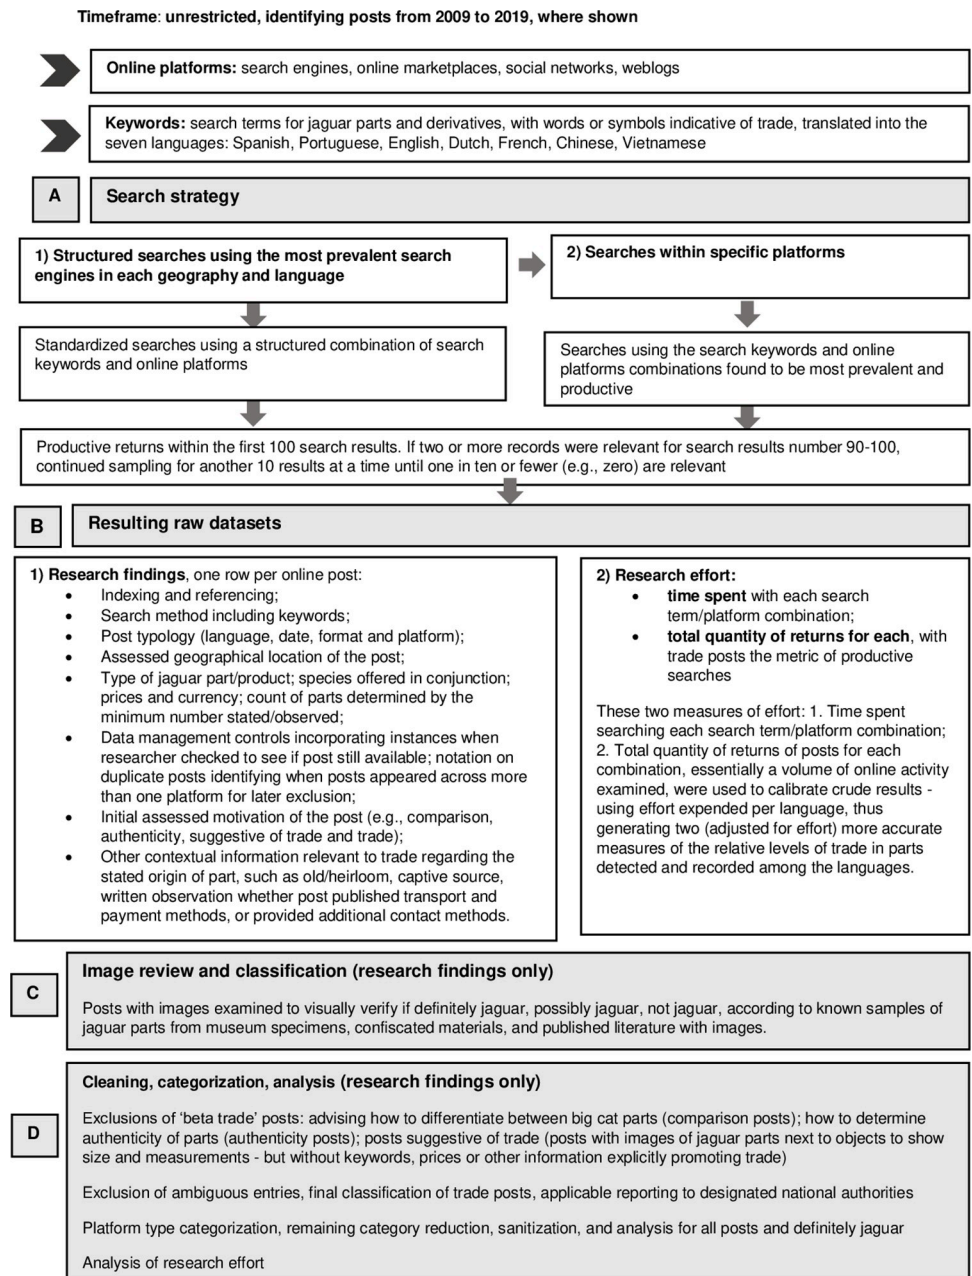 Timeframe: unrestricted, identifying posts from 2009 to 2019, where shown
Online platforms: search engines, online marketplaces, social networks, weblogs
Keywords: search terms for jaguar parts and derivatives, with words or symbols indicative of trade, translated into the
seven languages: Spanish, Portuguese, English, Dutch, French, Chinese, Vietnamese
A
Search strategy
1) Structured searches using the most prevalent search
engines in each geography and language
2) Searches within specific platforms
Standardized searches using a structured combination of search
keywords and online platforms
Searches using the search keywords and online
platforms combinations found to be most prevalent and
productive
Productive returns within the first 100 search results. If two or more records were relevant for search results number 90-100,
continued sampling for another 10 results at a time until one in ten or fewer (e.g., zero) are relevant
B
Resulting raw datasets
1) Research findings, one row per online post:
• Indexing and referencing;
• Search method including keywords;
• Post typology (language, date, format and platform);
• Assessed geographical location of the post;
• Type of jaguar part/product; species offered in conjunction;
prices and currency; count of parts determined by the
minimum number stated/observed;
• Data management controls incorporating instances when
researcher checked to see if post still available; notation on
duplicate posts identifying when posts appeared across more
than one platform for later exclusion;
• Initial assessed motivation of the post (e.g., comparison,
authenticity, suggestive of trade and trade);
• Other contextual information relevant to trade regarding the
stated origin of part, such as old/heirloom, captive source,
written observation whether post published transport and
payment methods, or provided additional contact methods.
2) Research effort:
• time spent with each search
term/platform combination;
• total quantity of returns for each, with
trade posts the metric of productive
searches
These two measures of effort: 1. Time spent
searching each search term/platform combination;
2. Total quantity of returns of posts for each
combination, essentially a volume of online activity
examined, were used to calibrate crude results -
using effort expended per language, thus
generating two (adjusted for effort) more accurate
measures of the relative levels of trade in parts
detected and recorded among the languages.
C
Image review and classification (research findings only)
Posts with images examined to visually verify if definitely jaguar, possibly jaguar, not jaguar, according to known samples of
jaguar parts from museum specimens, confiscated materials, and published literature with images.
D
Cleaning, categorization, analysis (research findings only)
Exclusions of ‘beta trade’ posts: advising how to differentiate between big cat parts (comparison posts); how to determine
authenticity of parts (authenticity posts); posts suggestive of trade (posts with images of jaguar parts next to objects to show
size and measurements - but without keywords, prices or other information explicitly promoting trade)
Exclusion of ambiguous entries, final classification of trade posts, applicable reporting to designated national authorities
Platform type categorization, remaining category reduction, sanitization, and analysis for all posts and definitely jaguar
Analysis of research effort